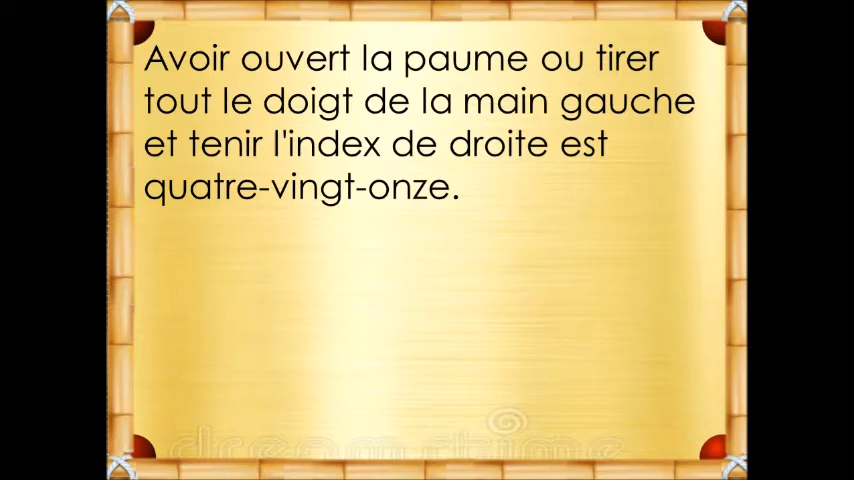 Avoir ouvert la paume ou tirer
tout le doigt de la main gauche
et tenir l'index de droite est
quatre-vingt-onze.
dreamstime